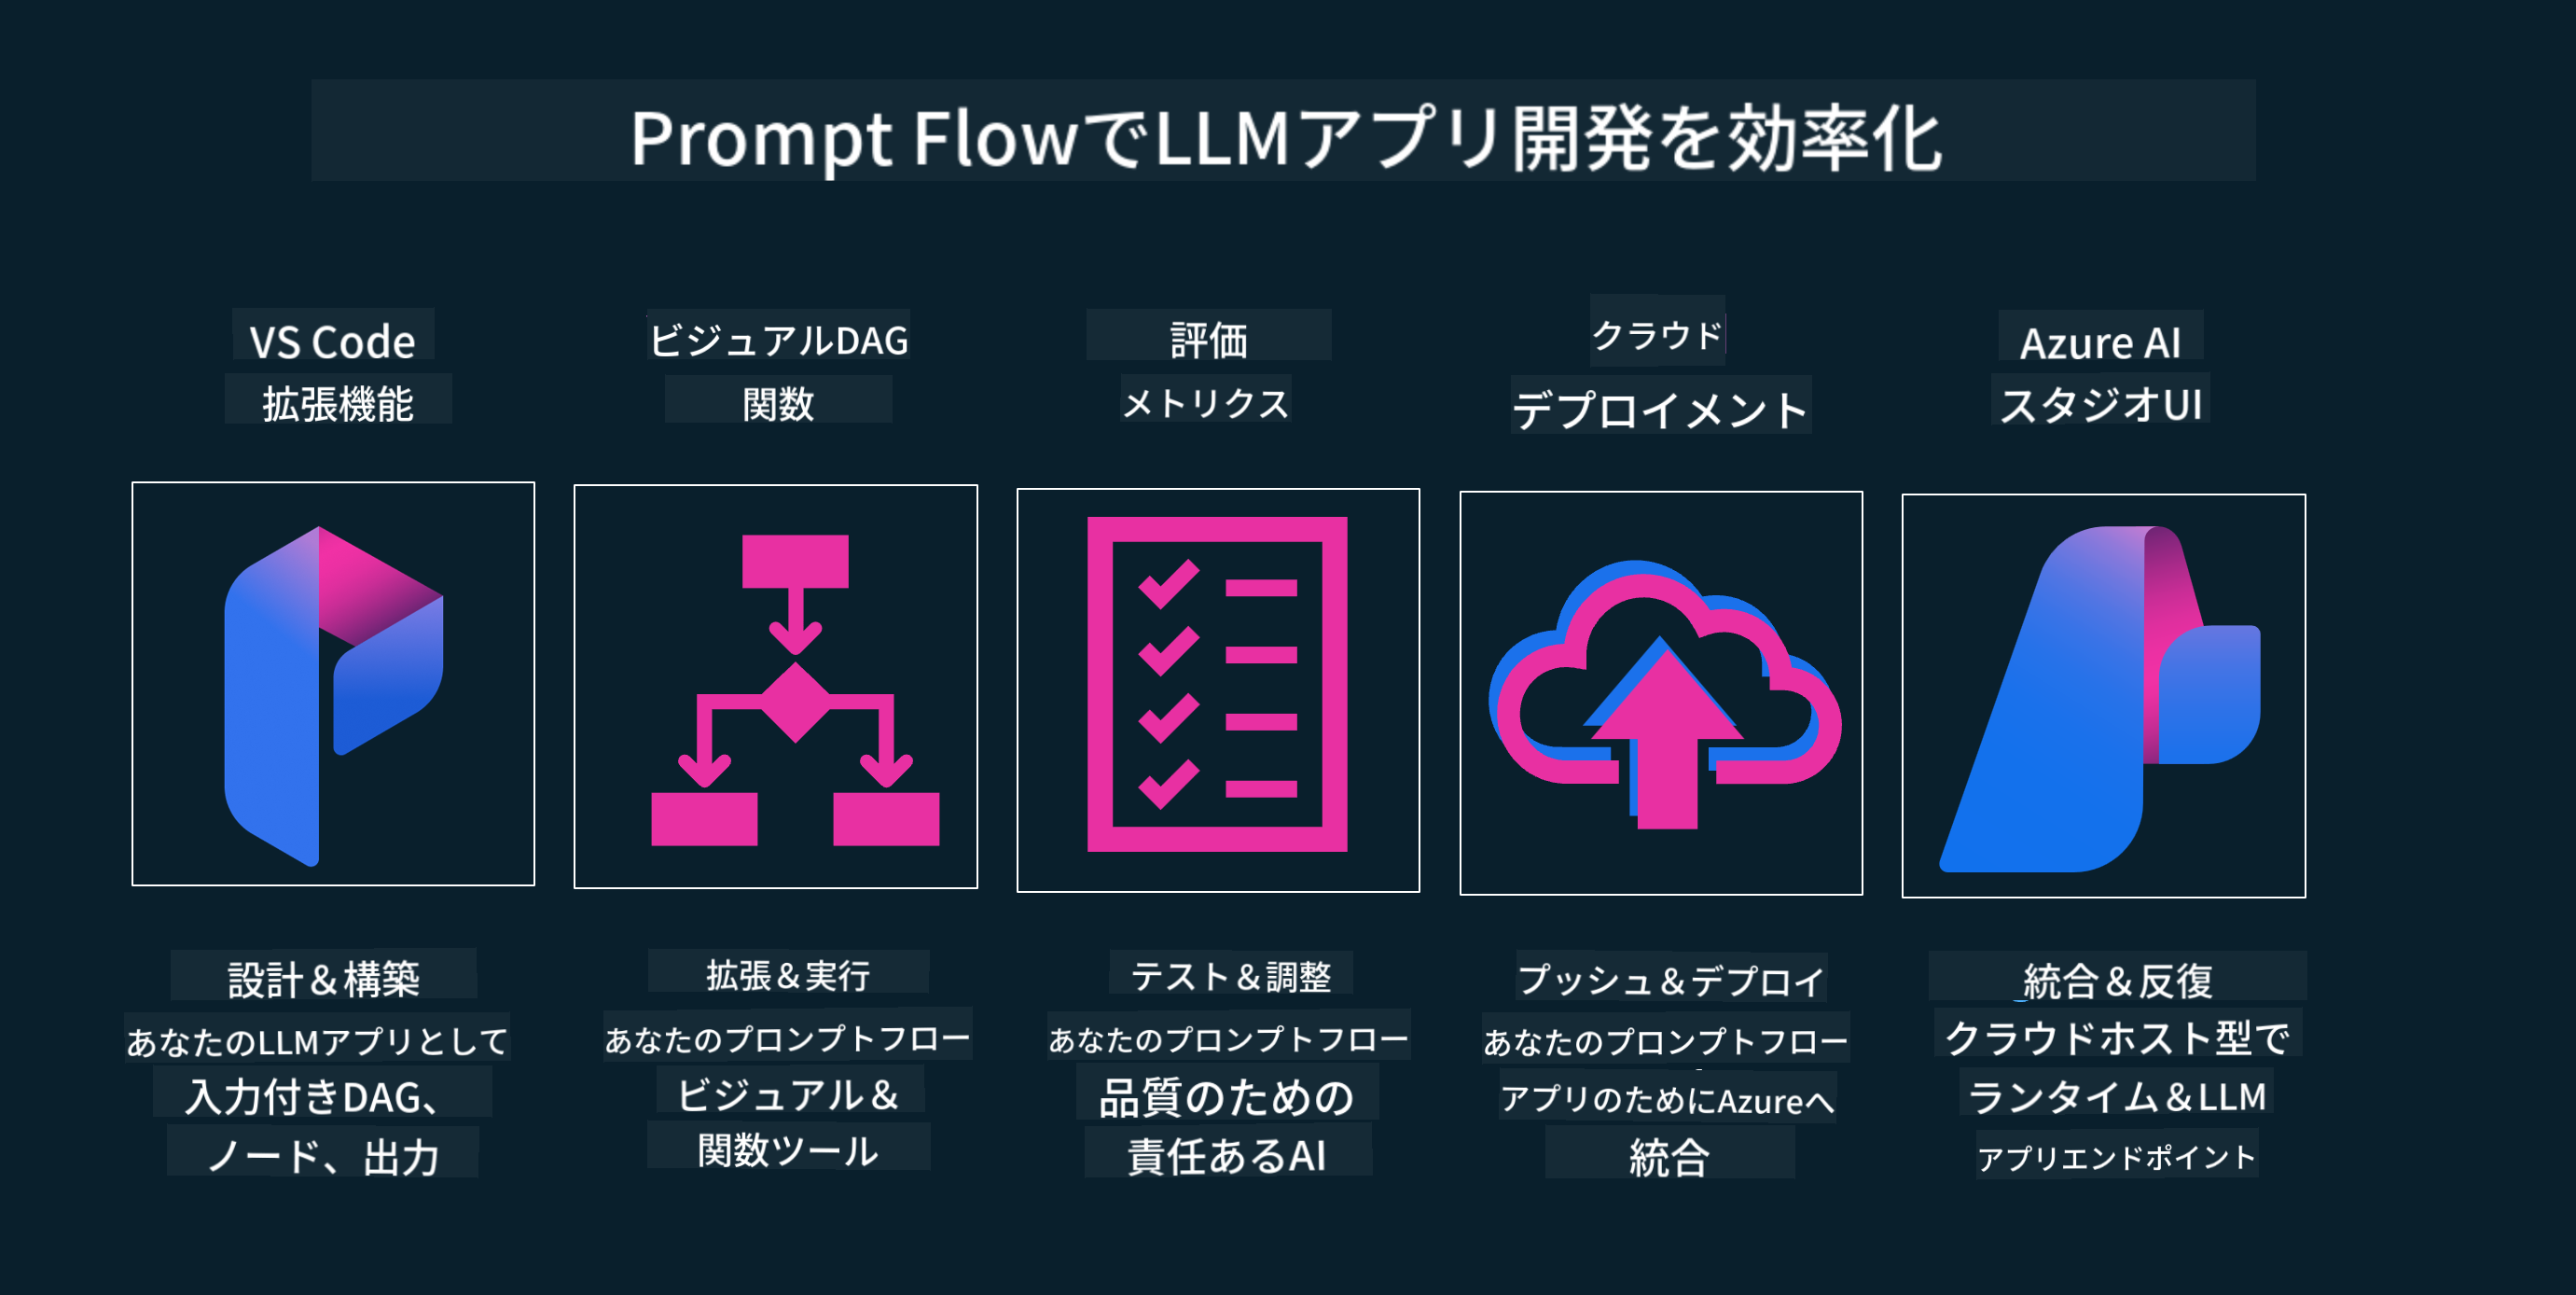 Prompt FlowでLLMアプリ開発を効率化
VS Code
拡張機能
ビジュアルDAG
関数
評価
メトリクス
クラウド
デプロイメント
Azure AI
スタジオUI
設計＆構築
あなたのLLMアプリとして
入力付きDAG、
ノード、出力
拡張＆実行
あなたのプロンプトフロー
ビジュアル＆
関数ツール
テスト＆調整
あなたのプロンプトフロー
品質のための
責任あるAI
プッシュ＆デプロイ
あなたのプロンプトフロー
アプリのためにAzureへ
統合
統合＆反復
クラウドホスト型で
ランタイム＆LLM
アプリエンドポイント